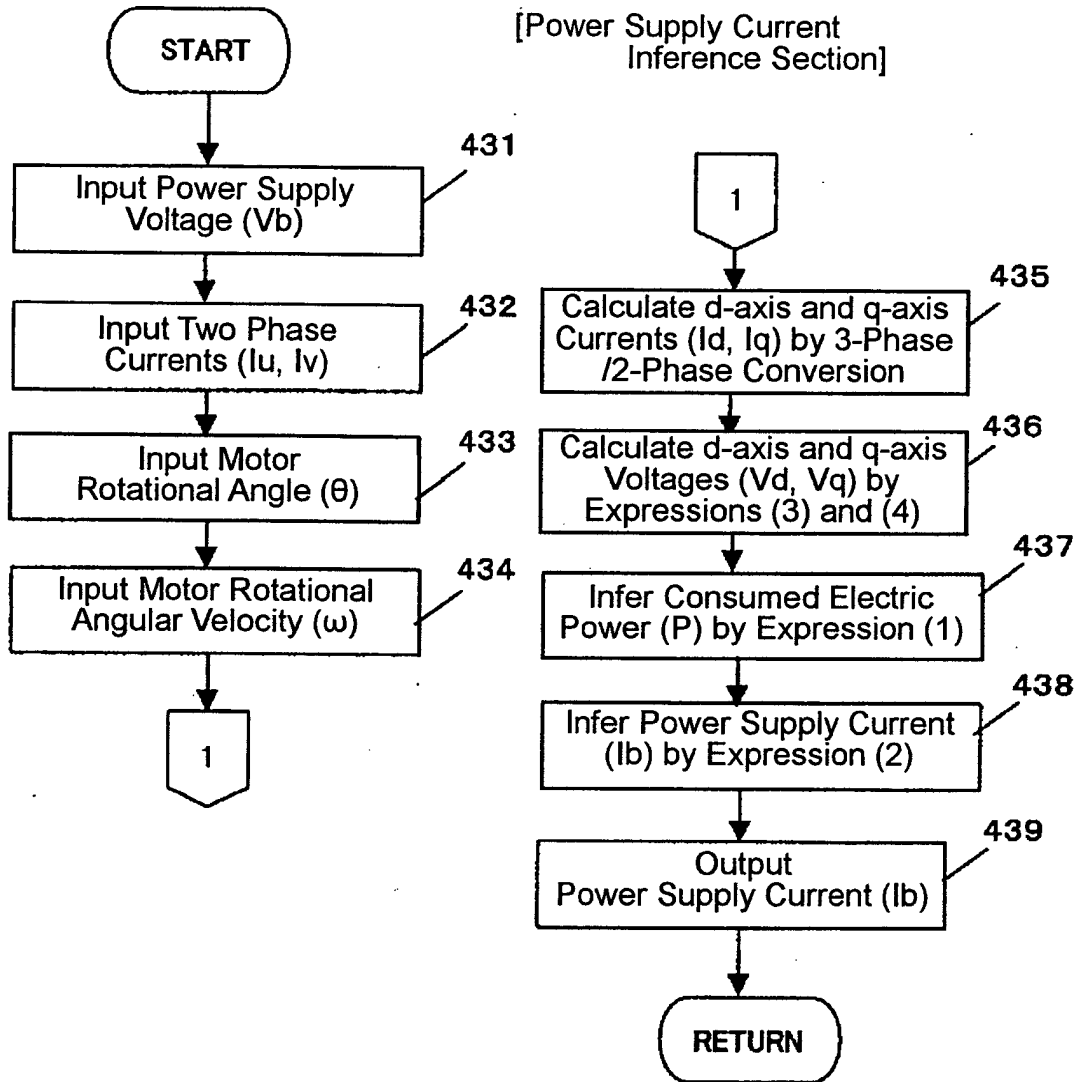 [Power Supply Current
Inference Section]
START
431
Input Power Supply
Voltage (Vb)
432
Input Two Phase
Currents (Iu, Iv)
433
Input Motor
Rotational Angle (θ)
434
Input Motor Rotational
Angular Velocity (ω)
1
1
435
Calculate d-axis and q-axis
Currents (Id, Iq) by 3-Phase
/2-Phase Conversion
436
Calculate d-axis and q-axis
Voltages (Vd, Vq) by
Expressions (3) and (4)
437
Infer Consumed Electric
Power (P) by Expression (1)
438
Infer Power Supply Current
(Ib) by Expression (2)
439
Output
Power Supply Current (Ib)
RETURN